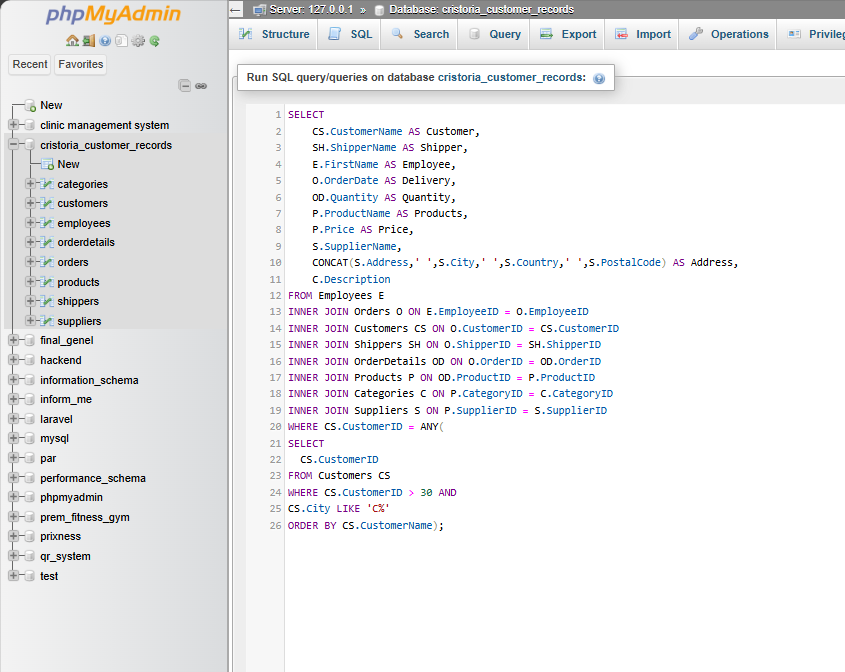 phpMyAdmin
Recent
Favorites
New
clinic management system
cristoria_customer_records
New
categories
customers
employees
orderdetails
orders
products
shippers
suppliers
final_genel
hackend
information_schema
inform_me
laravel
mysql
par
performance_schema
phpmyadmin
prem_fitness_gym
prixness
qr_system
test
← Server: 127.0.0.1 » Database: cristoria_customer_records
Structure SQL Search Query Export Import Operations Privileg
Run SQL query/queries on database cristoria_customer_records:
1 SELECT
2 CS.CustomerName AS Customer,
3 SH.ShipperName AS Shipper,
4 E.FirstName AS Employee,
5 O.OrderDate AS Delivery,
6 OD.Quantity AS Quantity,
7 P.ProductName AS Products,
8 P.Price AS Price,
9 S.SupplierName,
10 CONCAT(S.Address,' ',S.City,' ',S.Country,' ',S.PostalCode) AS Address,
11 C.Description
12 FROM Employees E
13 INNER JOIN Orders O ON E.EmployeeID = O.EmployeeID
14 INNER JOIN Customers CS ON O.CustomerID = CS.CustomerID
15 INNER JOIN Shippers SH ON O.ShipperID = SH.ShipperID
16 INNER JOIN OrderDetails OD ON O.OrderID = OD.OrderID
17 INNER JOIN Products P ON OD.ProductID = P.ProductID
18 INNER JOIN Categories C ON P.CategoryID = C.CategoryID
19 INNER JOIN Suppliers S ON P.SupplierID = S.SupplierID
20 WHERE CS.CustomerID = ANY(
21 SELECT
22 CS.CustomerID
23 FROM Customers CS
24 WHERE CS.CustomerID > 30 AND
25 CS.City LIKE 'C%'
26 ORDER BY CS.CustomerName);